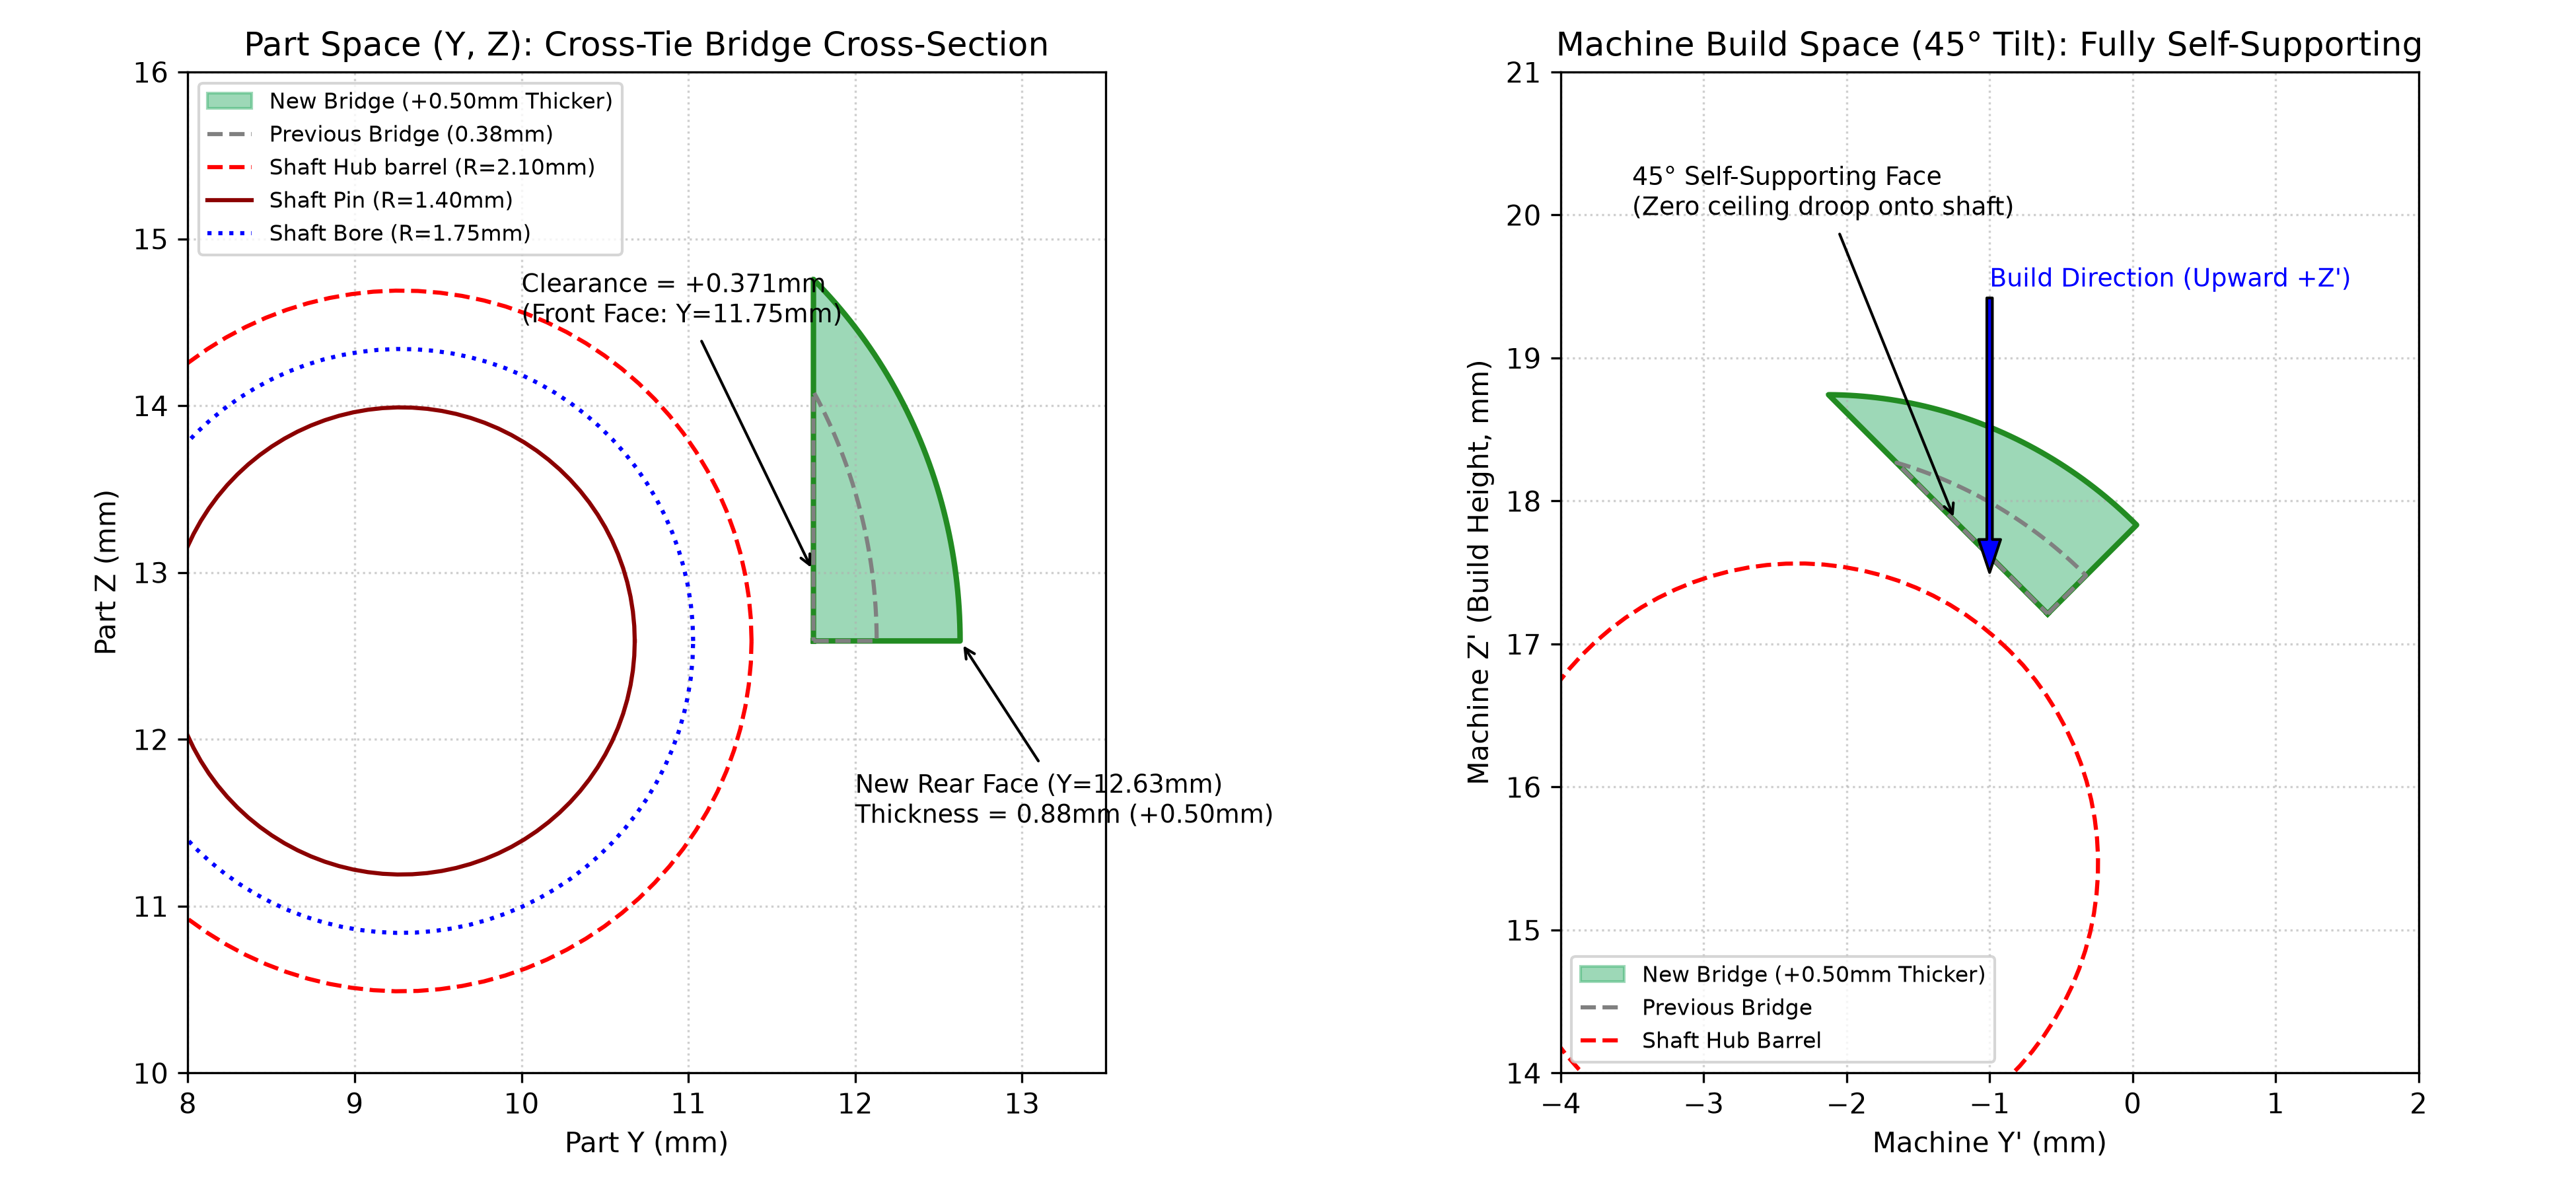 Part Space (Y, Z): Cross-Tie Bridge Cross-Section
16
15
14
13
12
11
10
Part Z (mm)
New Bridge (+0.50mm Thicker)
Previous Bridge (0.38mm)
Shaft Hub barrel (R=2.10mm)
Shaft Pin (R=1.40mm)
Shaft Bore (R=1.75mm)
Clearance = +0.371mm
(Front Face: Y=11.75mm)
New Rear Face (Y=12.63mm)
Thickness = 0.88mm (+0.50mm)
8 9 10 11 12 13
Part Y (mm)
Machine Build Space (45° Tilt): Fully Self-Supporting
21
20
19
18
17
16
15
14
Machine Z' (Build Height, mm)
45° Self-Supporting Face
(Zero ceiling droop onto shaft)
Build Direction (Upward +Z')
New Bridge (+0.50mm Thicker)
Previous Bridge
Shaft Hub Barrel
−4 −3 −2 −1 0 1 2
Machine Y' (mm)